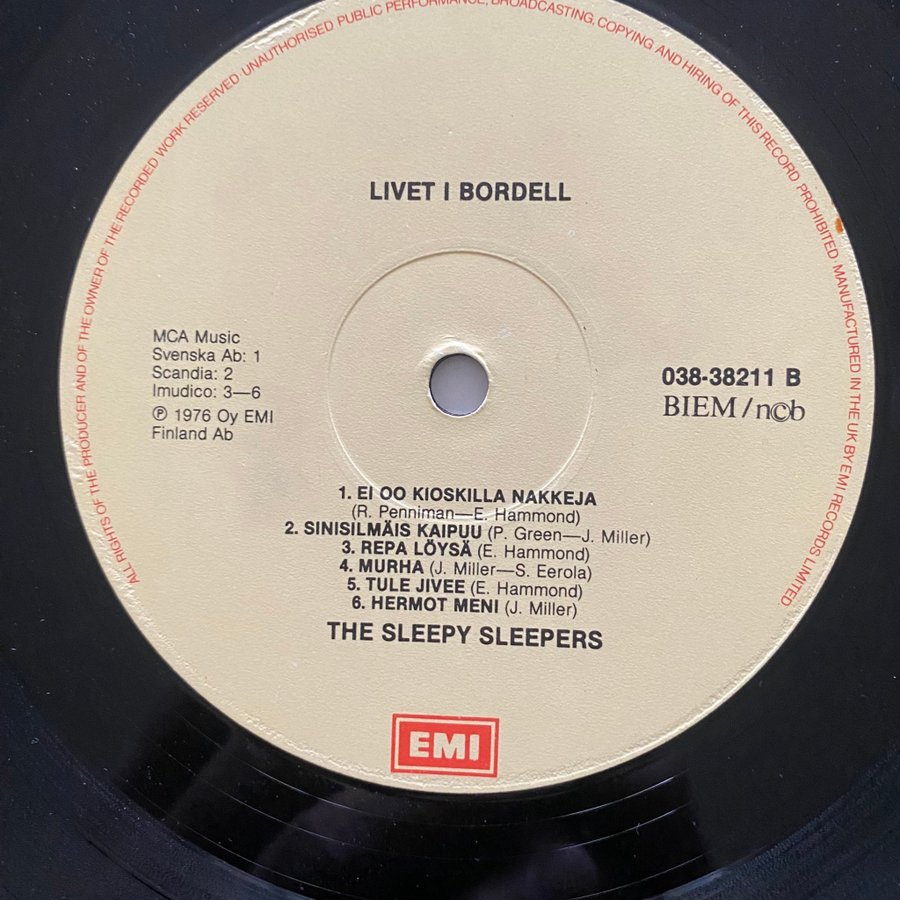 ALL RIGHTS OF THE PRODUCER AND OF THE OWNER OF THE RECORDED WORK RESERVED · UNAUTHORISED PUBLIC PERFORMANCE, BROADCASTING, COPYING AND HIRING OF THIS RECORD PROHIBITED · MANUFACTURED IN THE UK BY EMI RECORDS LIMITED
LIVET I BORDELL
MCA Music
Svenska Ab: 1
Scandia: 2
Imudico: 3—6
℗ 1976 Oy EMI
Finland Ab
038-38211 B
BIEM/n©b
1. EI OO KIOSKILLA NAKKEJA
(R. Penniman—E. Hammond)
2. SINISILMÄIS KAIPUU (P. Green—J. Miller)
3. REPA LÖYSÄ (E. Hammond)
4. MURHA (J. Miller—S. Eerola)
5. TULE JIVEE (E. Hammond)
6. HERMOT MENI (J. Miller)
THE SLEEPY SLEEPERS
EMI